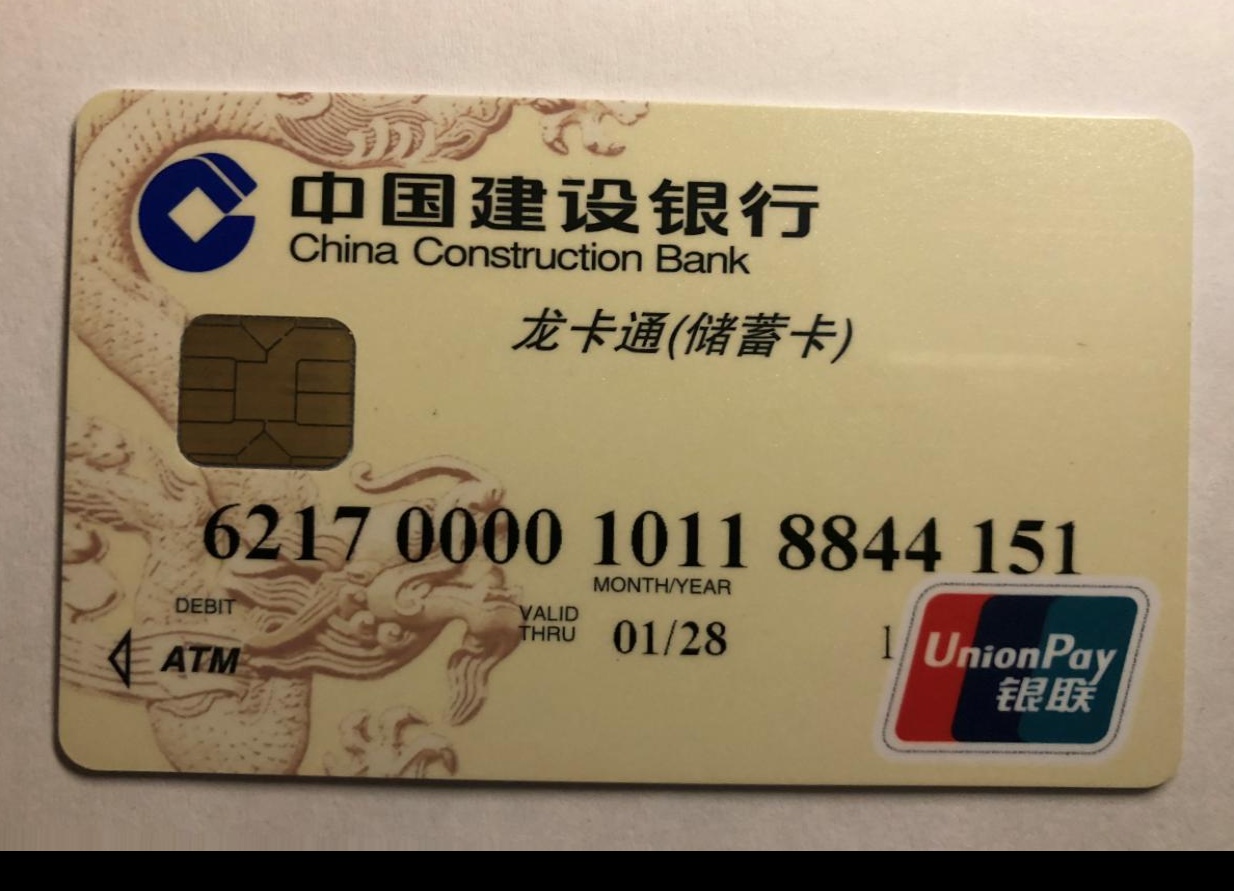 中国建设银行
China Construction Bank
龙卡通(储蓄卡)
6217 0000 1011 8844 151
MONTH/YEAR
DEBIT
VALID
THRU
01/28
1
ATM
UnionPay
银联